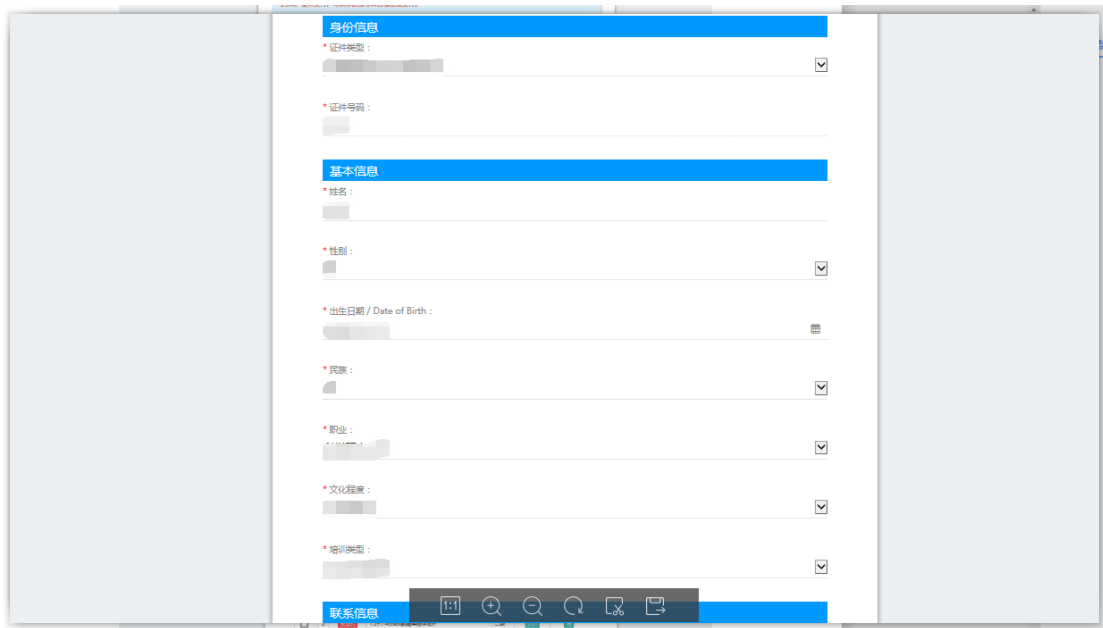 身份信息
* 证件类型：
* 证件号码：
基本信息
* 姓名：
* 性别：
* 出生日期 / Date of Birth：
* 民族：
* 职业：
* 文化程度：
* 培训类型：
联系信息
1:1